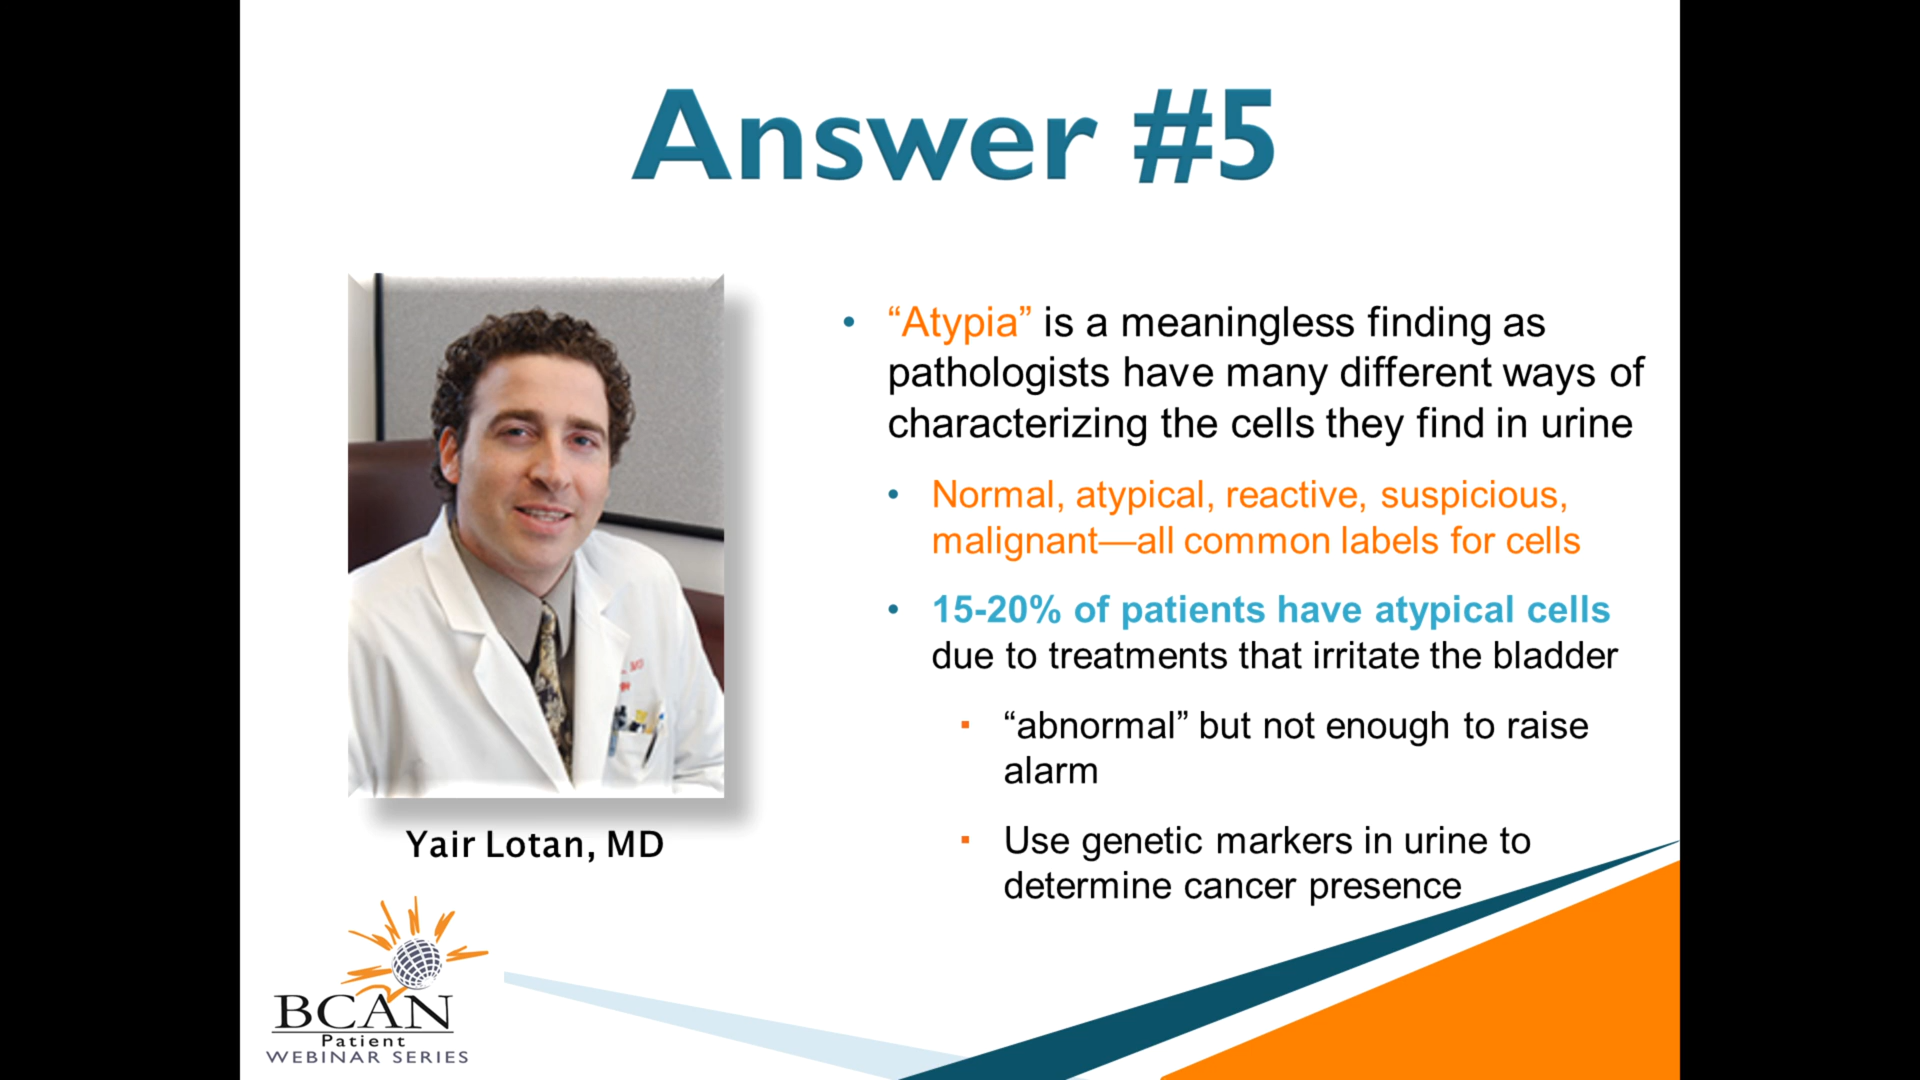 Answer #5
“Atypia” is a meaningless finding as
pathologists have many different ways of
characterizing the cells they find in urine
Normal, atypical, reactive, suspicious,
malignant—all common labels for cells
15-20% of patients have atypical cells
due to treatments that irritate the bladder
“abnormal” but not enough to raise
alarm
Use genetic markers in urine to
determine cancer presence
Yair Lotan, MD
BCAN
Patient
WEBINAR SERIES